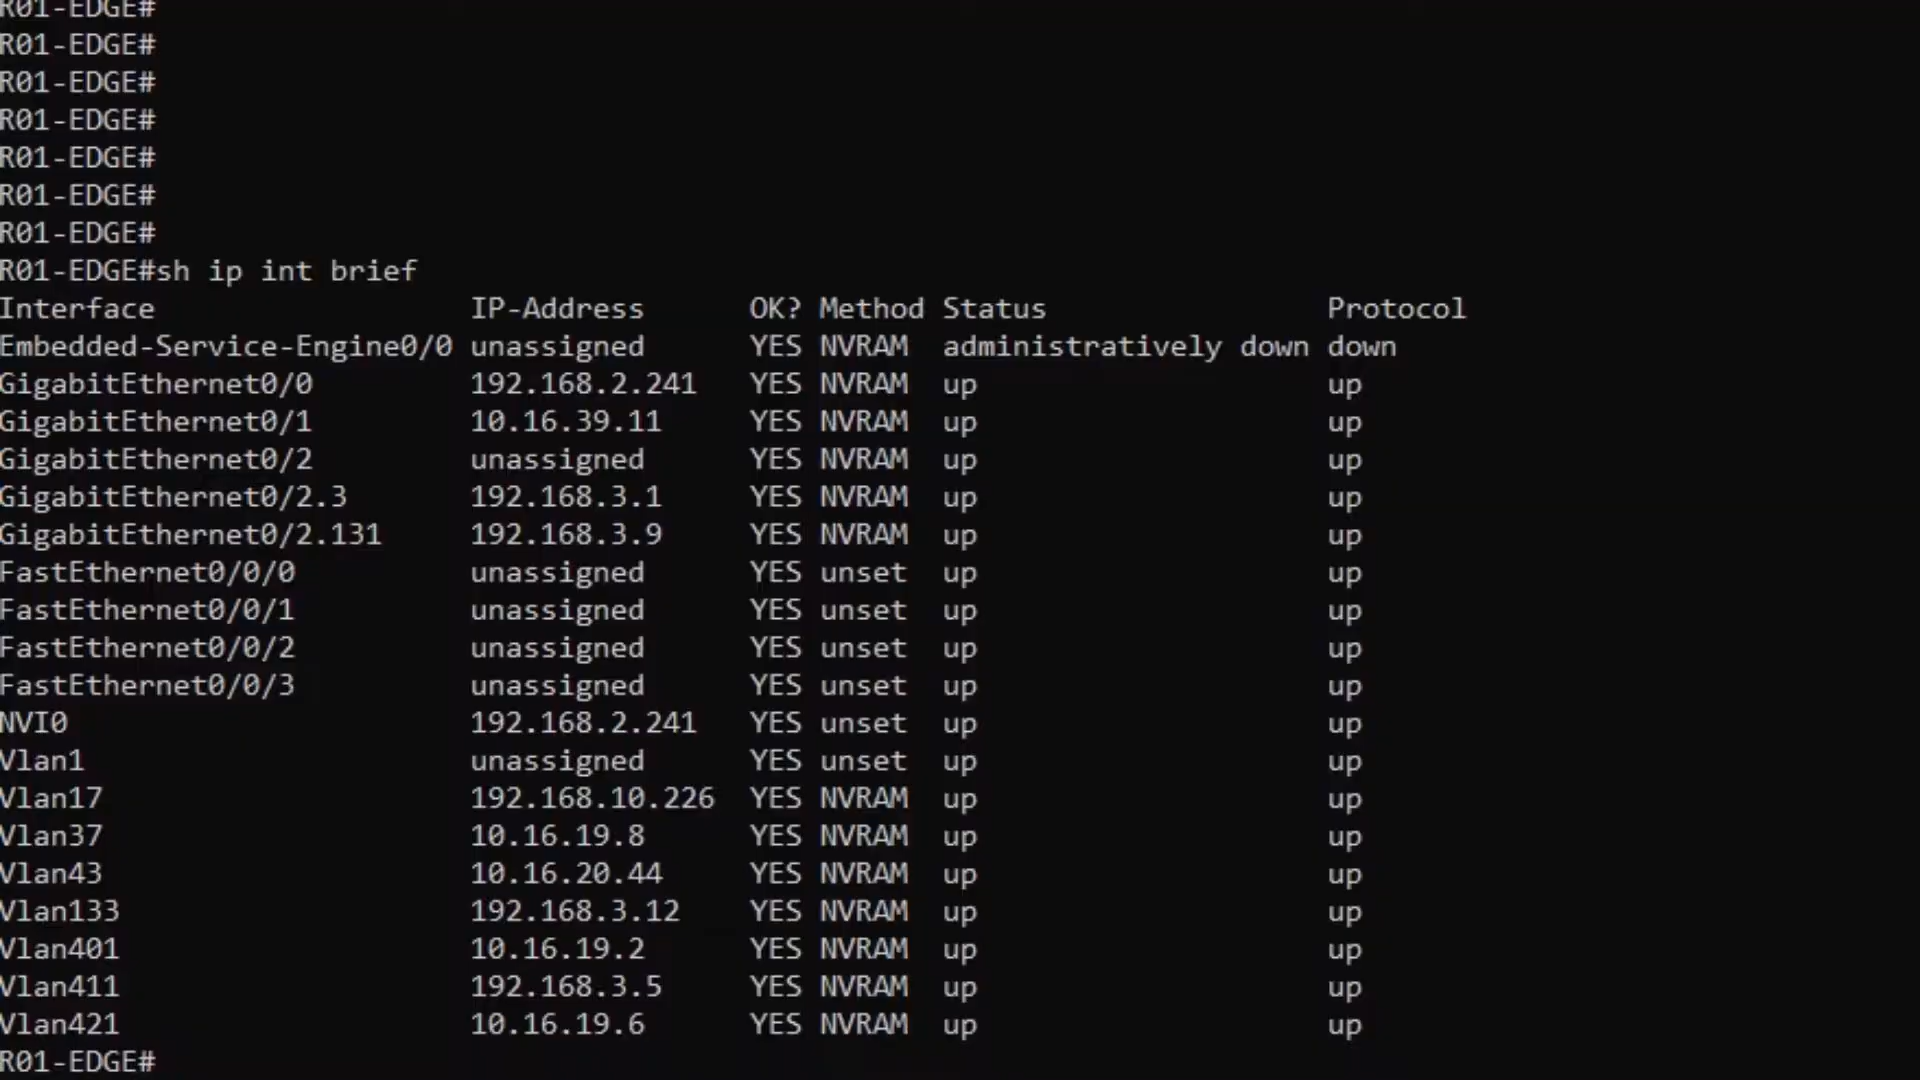 R01-EDGE#
R01-EDGE#
R01-EDGE#
R01-EDGE#
R01-EDGE#
R01-EDGE#
R01-EDGE#
R01-EDGE#sh ip int brief
Interface IP-Address OK? Method Status Protocol
Embedded-Service-Engine0/0 unassigned YES NVRAM administratively down down
GigabitEthernet0/0 192.168.2.241 YES NVRAM up up
GigabitEthernet0/1 10.16.39.11 YES NVRAM up up
GigabitEthernet0/2 unassigned YES NVRAM up up
GigabitEthernet0/2.3 192.168.3.1 YES NVRAM up up
GigabitEthernet0/2.131 192.168.3.9 YES NVRAM up up
FastEthernet0/0/0 unassigned YES unset up up
FastEthernet0/0/1 unassigned YES unset up up
FastEthernet0/0/2 unassigned YES unset up up
FastEthernet0/0/3 unassigned YES unset up up
NVI0 192.168.2.241 YES unset up up
Vlan1 unassigned YES unset up up
Vlan17 192.168.10.226 YES NVRAM up up
Vlan37 10.16.19.8 YES NVRAM up up
Vlan43 10.16.20.44 YES NVRAM up up
Vlan133 192.168.3.12 YES NVRAM up up
Vlan401 10.16.19.2 YES NVRAM up up
Vlan411 192.168.3.5 YES NVRAM up up
Vlan421 10.16.19.6 YES NVRAM up up
R01-EDGE#